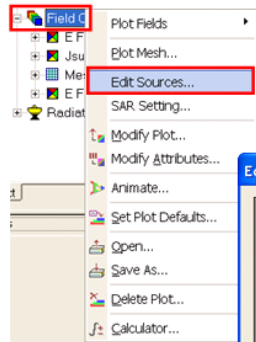 Field O
E F
Jsu
Mes
E F
Radiat
Plot Fields
Plot Mesh...
Edit Sources...
SAR Setting...
Modify Plot...
Modify Attributes...
Animate...
Set Plot Defaults...
Open...
Save As...
Delete Plot...
Calculator...